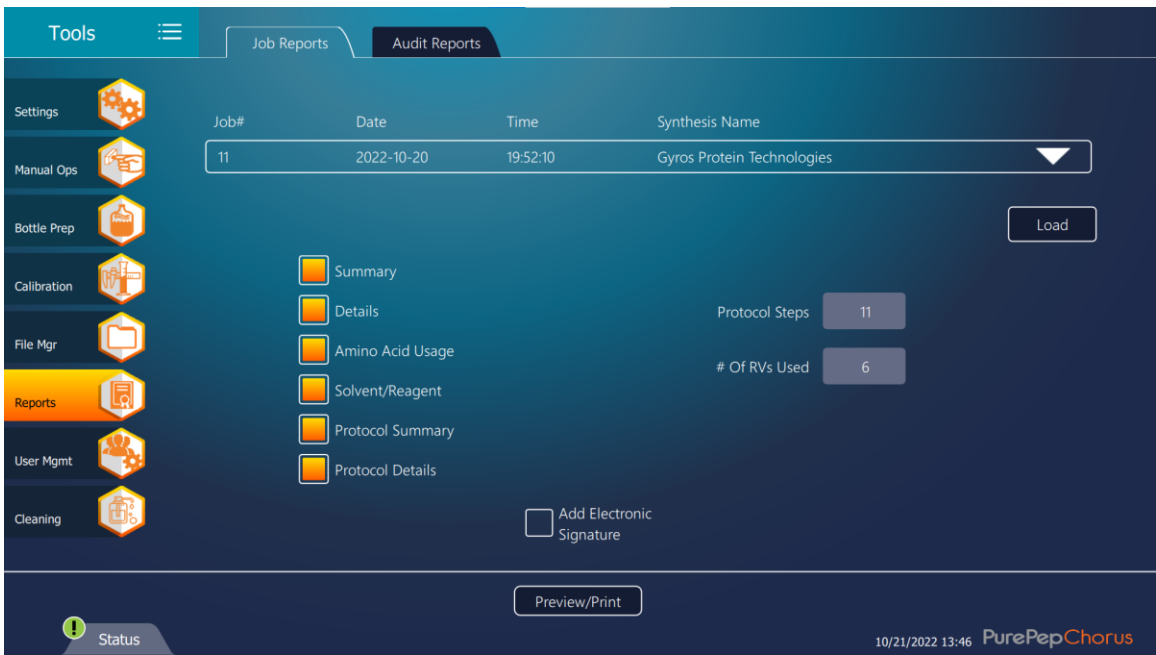 Tools
Job Reports
Audit Reports
Settings
Manual Ops
Bottle Prep
Calibration
File Mgr
Reports
User Mgmt
Cleaning
Job# Date Time Synthesis Name
11 2022-10-20 19:52:10 Gyros Protein Technologies
Load
Summary
Details
Amino Acid Usage
Solvent/Reagent
Protocol Summary
Protocol Details
Protocol Steps 11
# Of RVs Used 6
Add Electronic
Signature
Preview/Print
! Status
10/21/2022 13:46 PurePepChorus